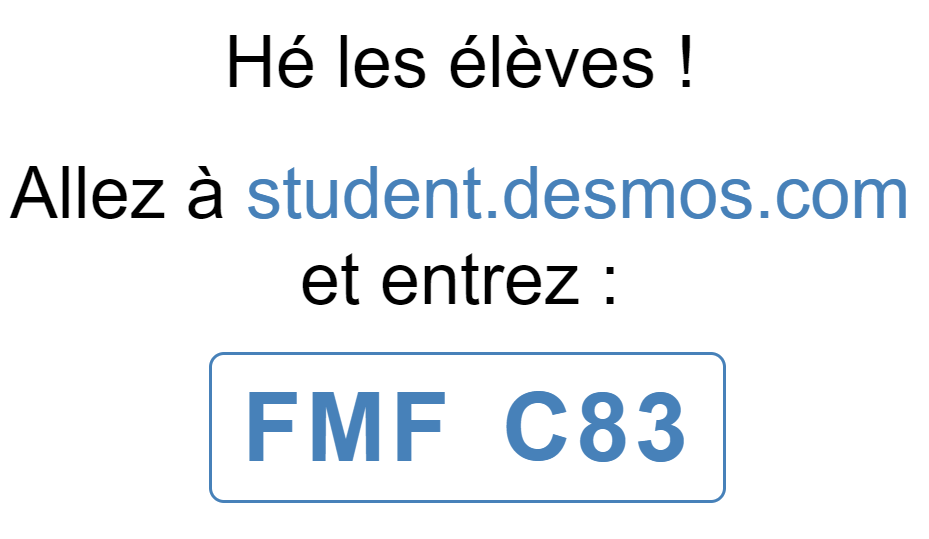 Hé les élèves !
Allez à student.desmos.com
et entrez :
FMF C83